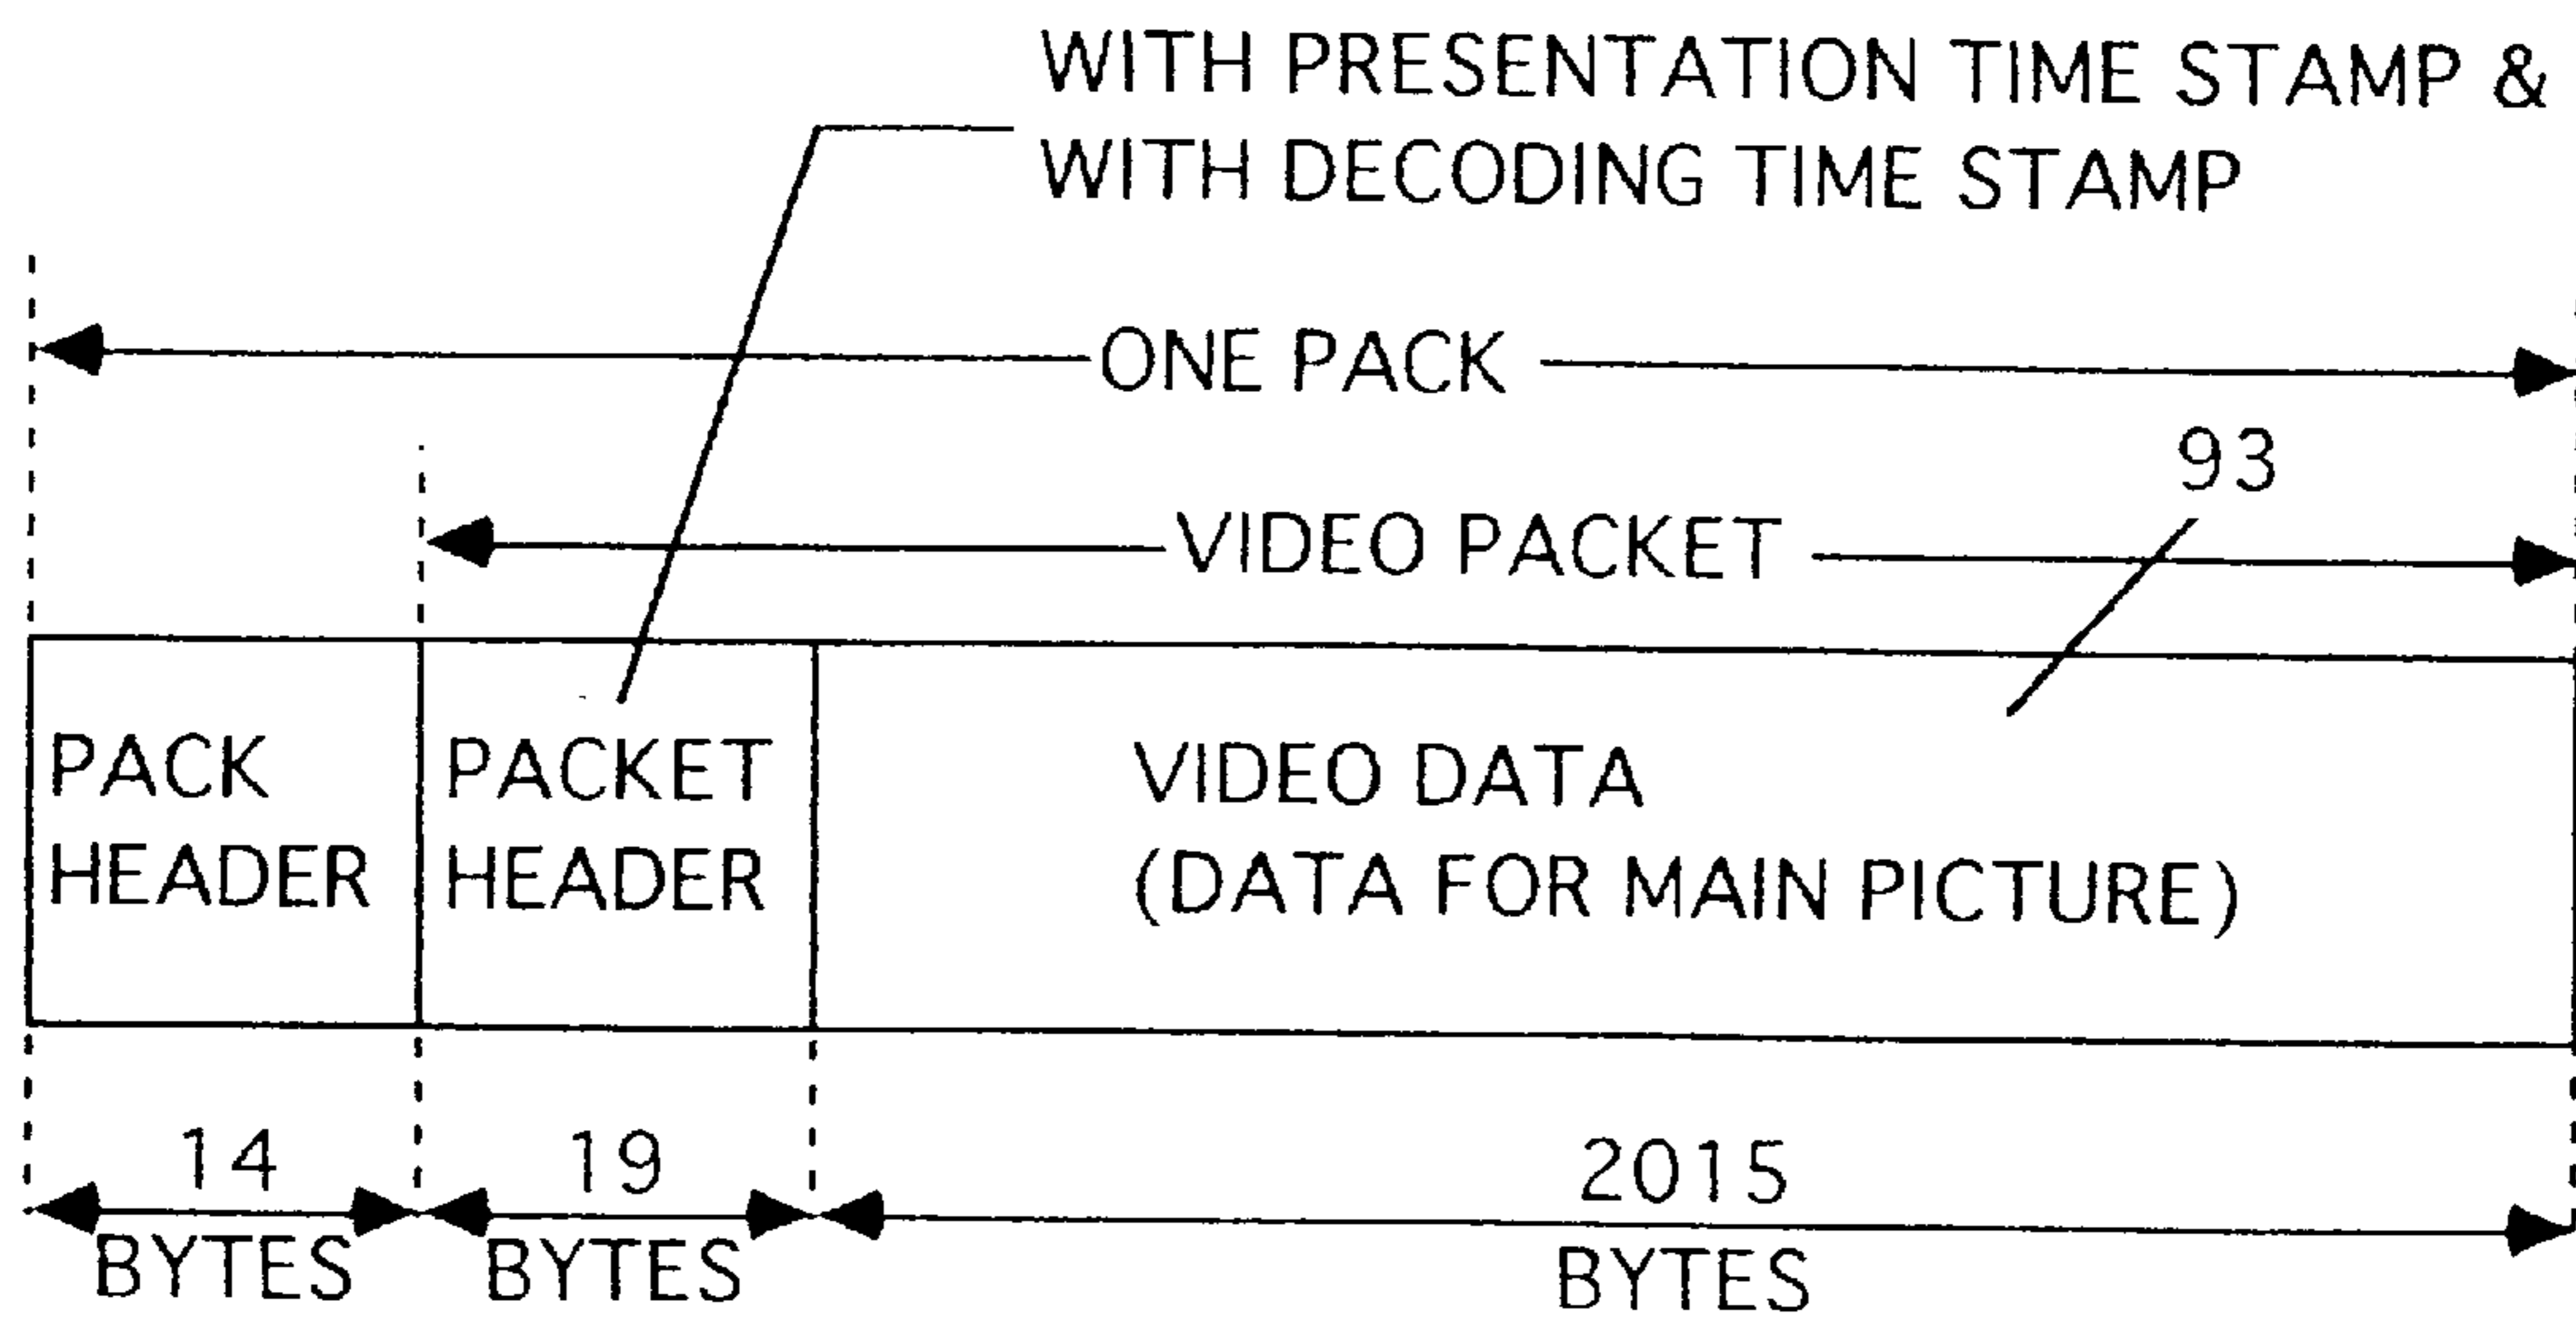 WITH PRESENTATION TIME STAMP &
WITH DECODING TIME STAMP
ONE PACK
93
VIDEO PACKET
PACK
HEADER
PACKET
HEADER
VIDEO DATA
(DATA FOR MAIN PICTURE)
14
BYTES
19
BYTES
2015
BYTES